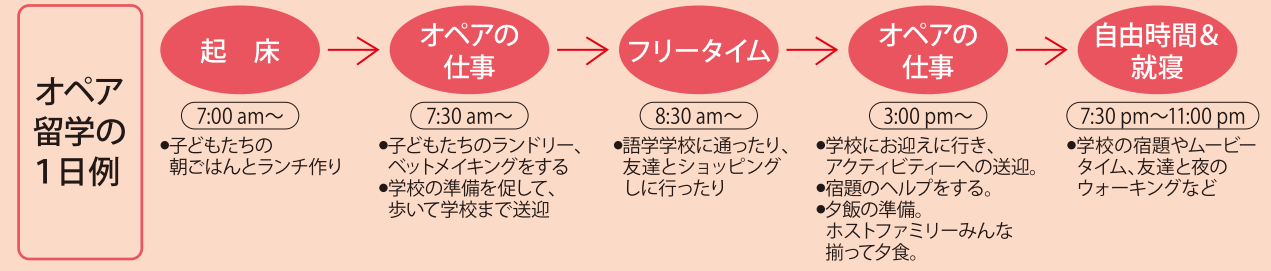 オペア
留学の
1日例
起　床
7:00 am〜
●子どもたちの
朝ごはんとランチ作り
オペアの
仕事
7:30 am〜
●子どもたちのランドリー、
ベットメイキングをする
●学校の準備を促して、
歩いて学校まで送迎
フリータイム
8:30 am〜
●語学学校に通ったり、
友達とショッピング
しに行ったり
オペアの
仕事
3:00 pm〜
●学校にお迎えに行き、
アクティビティーへの送迎。
●宿題のヘルプをする。
●夕飯の準備。
ホストファミリーみんな
揃って夕食。
自由時間&
就寝
7:30 pm〜11:00 pm
●学校の宿題やムービー
タイム、友達と夜の
ウォーキングなど